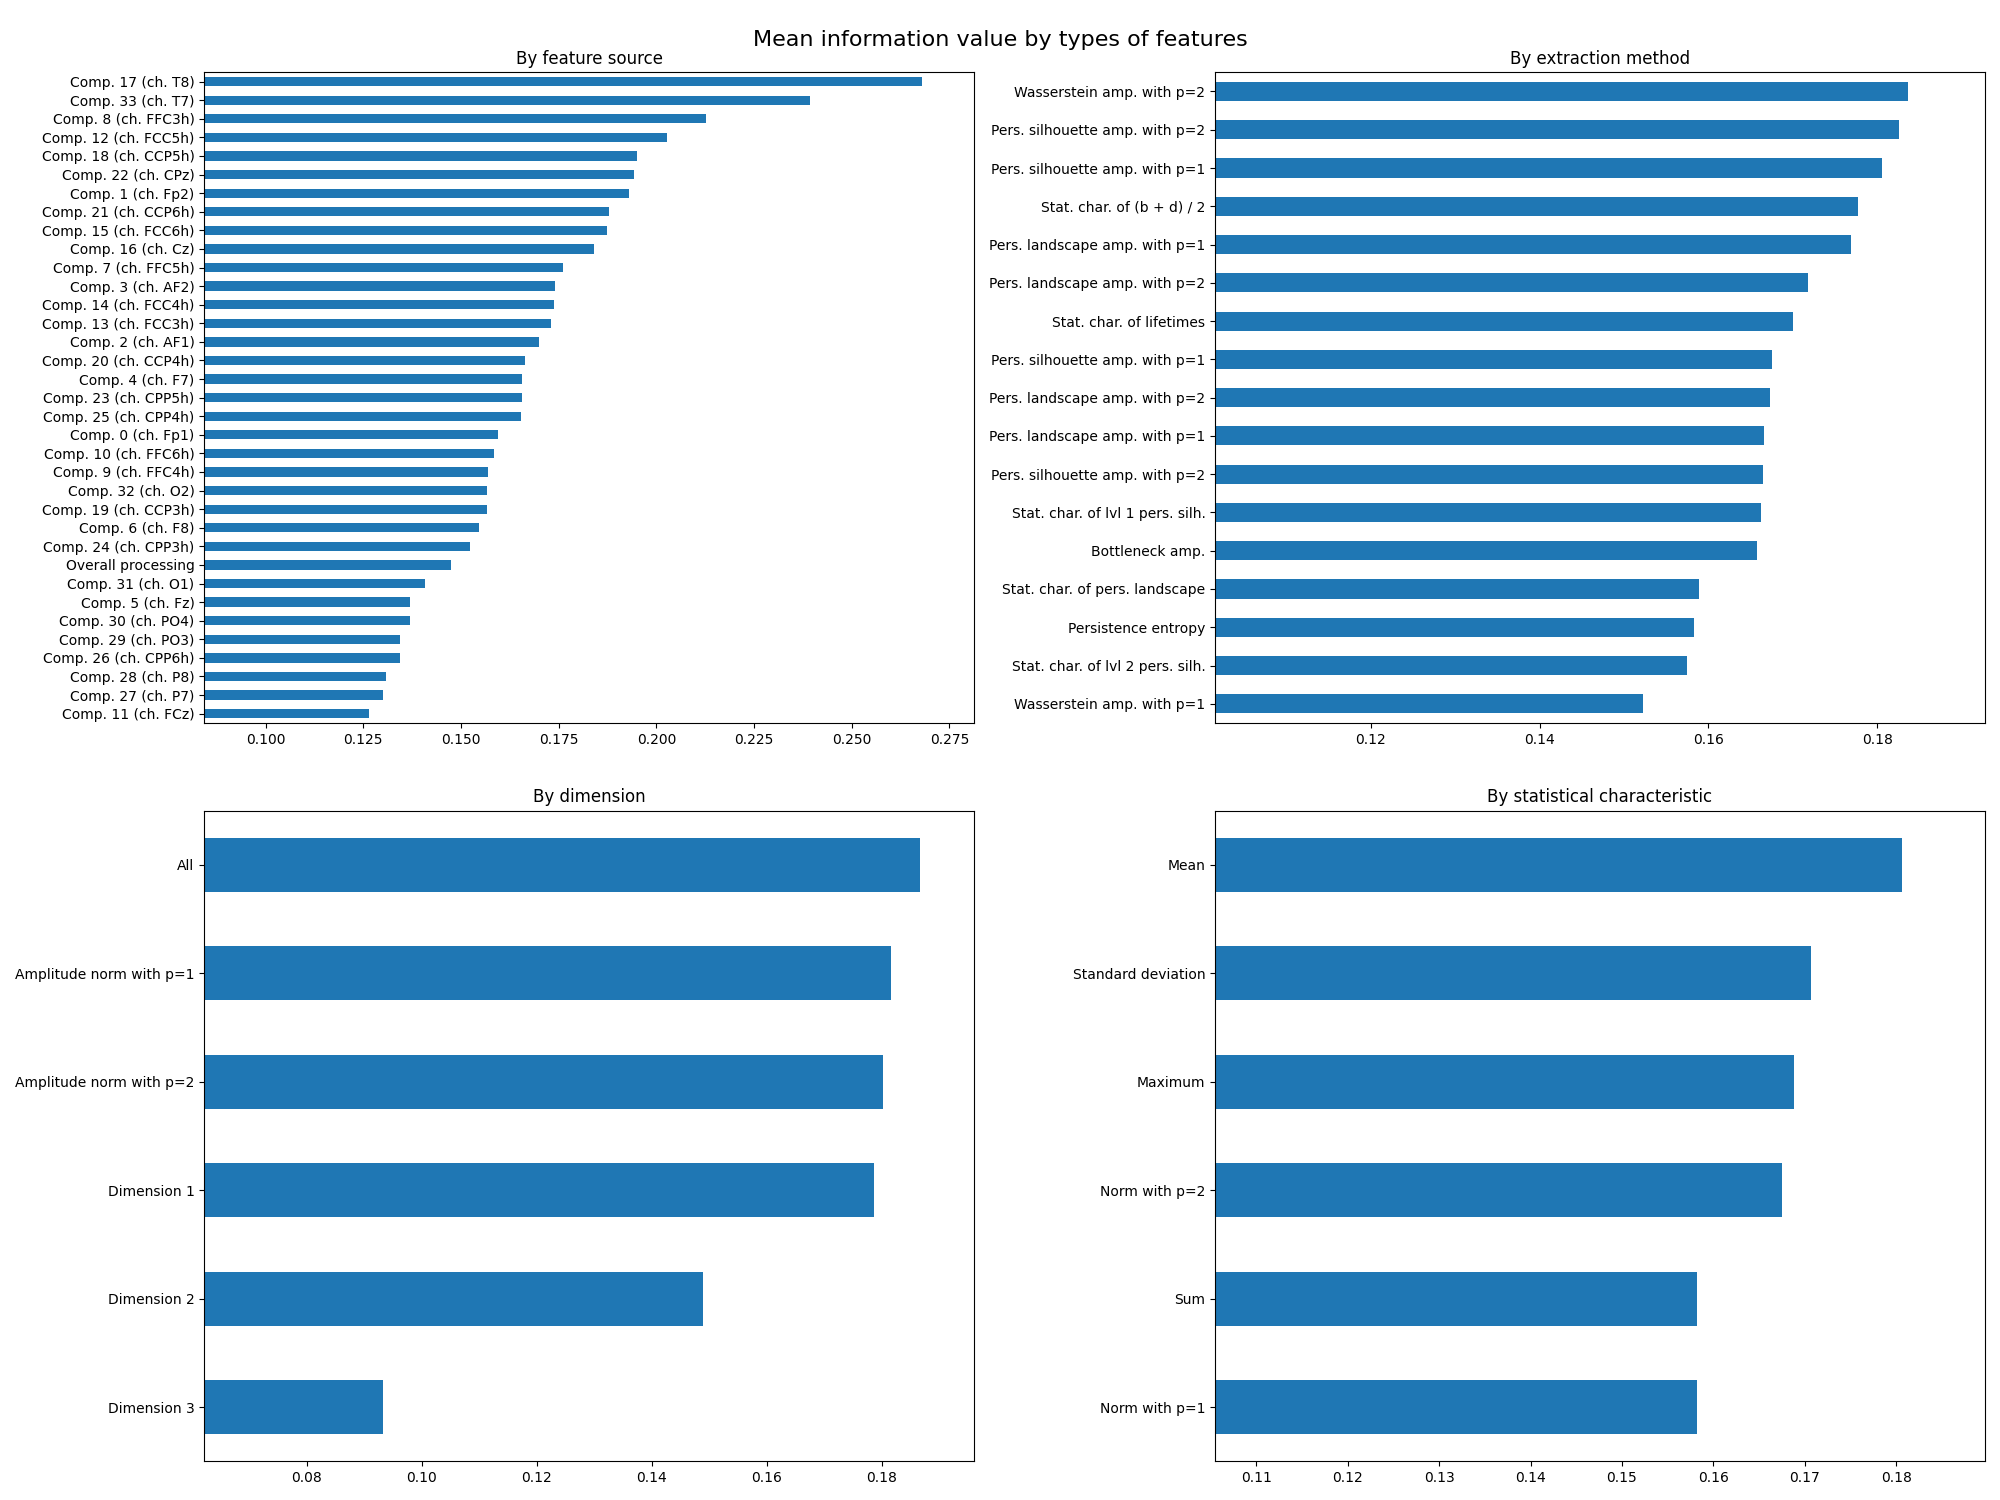 Mean information value by types of features
By feature source
Comp. 17 (ch. T8)
Comp. 33 (ch. T7)
Comp. 8 (ch. FFC3h)
Comp. 12 (ch. FCC5h)
Comp. 18 (ch. CCP5h)
Comp. 22 (ch. CPz)
Comp. 1 (ch. Fp2)
Comp. 21 (ch. CCP6h)
Comp. 15 (ch. FCC6h)
Comp. 16 (ch. Cz)
Comp. 7 (ch. FFC5h)
Comp. 3 (ch. AF2)
Comp. 14 (ch. FCC4h)
Comp. 13 (ch. FCC3h)
Comp. 2 (ch. AF1)
Comp. 20 (ch. CCP4h)
Comp. 4 (ch. F7)
Comp. 23 (ch. CPP5h)
Comp. 25 (ch. CPP4h)
Comp. 0 (ch. Fp1)
Comp. 10 (ch. FFC6h)
Comp. 9 (ch. FFC4h)
Comp. 32 (ch. O2)
Comp. 19 (ch. CCP3h)
Comp. 6 (ch. F8)
Comp. 24 (ch. CPP3h)
Overall processing
Comp. 31 (ch. O1)
Comp. 5 (ch. Fz)
Comp. 30 (ch. PO4)
Comp. 29 (ch. PO3)
Comp. 26 (ch. CPP6h)
Comp. 28 (ch. P8)
Comp. 27 (ch. P7)
Comp. 11 (ch. FCz)
0.100 0.125 0.150 0.175 0.200 0.225 0.250 0.275
By extraction method
Wasserstein amp. with p=2
Pers. silhouette amp. with p=2
Pers. silhouette amp. with p=1
Stat. char. of (b + d) / 2
Pers. landscape amp. with p=1
Pers. landscape amp. with p=2
Stat. char. of lifetimes
Pers. silhouette amp. with p=1
Pers. landscape amp. with p=2
Pers. landscape amp. with p=1
Pers. silhouette amp. with p=2
Stat. char. of lvl 1 pers. silh.
Bottleneck amp.
Stat. char. of pers. landscape
Persistence entropy
Stat. char. of lvl 2 pers. silh.
Wasserstein amp. with p=1
0.12 0.14 0.16 0.18
By dimension
All
Amplitude norm with p=1
Amplitude norm with p=2
Dimension 1
Dimension 2
Dimension 3
0.08 0.10 0.12 0.14 0.16 0.18
By statistical characteristic
Mean
Standard deviation
Maximum
Norm with p=2
Sum
Norm with p=1
0.11 0.12 0.13 0.14 0.15 0.16 0.17 0.18